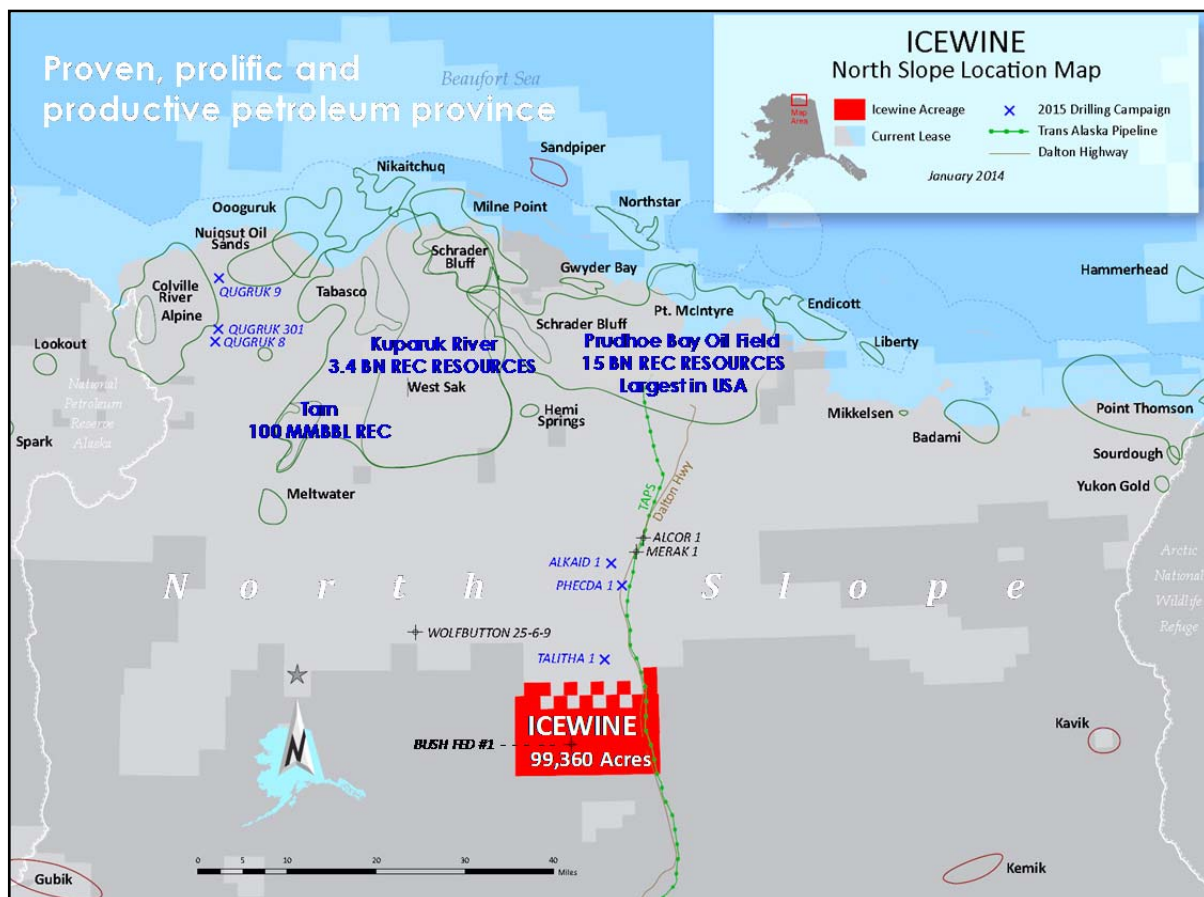 Proven, prolific and
productive petroleum province
Beaufort Sea
ICEWINE
North Slope Location Map
Map
Area
Icewine Acreage
Current Lease
2015 Drilling Campaign
Trans Alaska Pipeline
Dalton Highway
January 2014
Sandpiper
Nikaitchuq
Oooguruk
Milne Point
Northstar
Nuiqsut Oil
Sands
Schrader
Bluff
Gwyder Bay
Hammerhead
Colville
River
Alpine
QUGRUK 9
Tabasco
Endicott
Pt. McIntyre
QUGRUK 301
QUGRUK 8
Schrader Bluff
Lookout
Kuparuk River
3.4 BN REC RESOURCES
West Sak
Prudhoe Bay Oil Field
15 BN REC RESOURCES
Largest in USA
Liberty
National
Petroleum
Reserve
Alaska
Tarn
100 MMBBL REC
Hemi
Springs
Mikkelsen
Badami
Point Thomson
Spark
Sourdough
Yukon Gold
Meltwater
TAPS
Dalton Hwy
ALCOR 1
MERAK 1
ALKAID 1
PHECDA 1
North Slope
Arctic
National
Wildlife
Refuge
WOLFBUTTON 25-6-9
TALITHA 1
N
ICEWINE
99,360 Acres
BUSH FED #1
Kavik
0 5 10 20 30 40
Miles
Gubik
Kemik